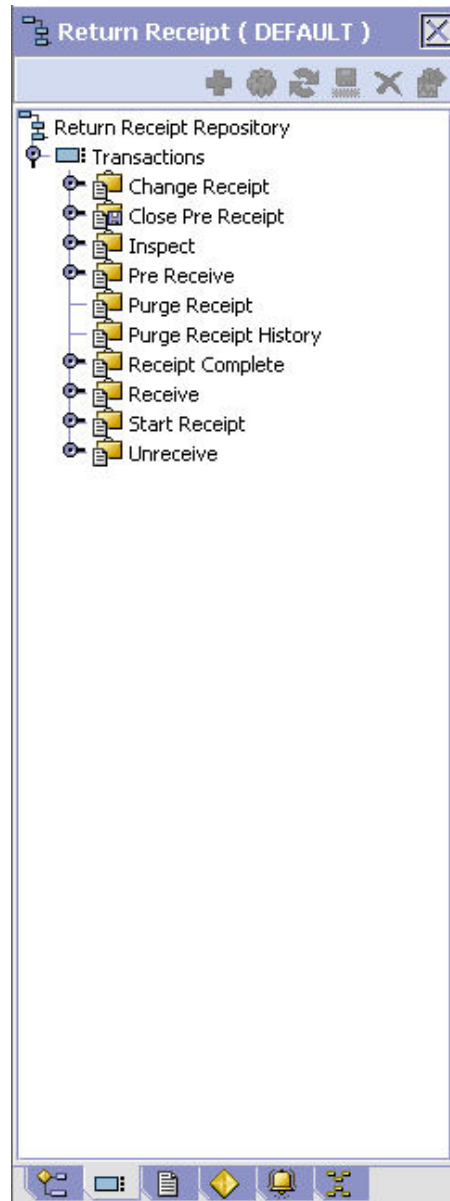 Return Receipt ( DEFAULT )
Return Receipt Repository
Transactions
Change Receipt
Close Pre Receipt
Inspect
Pre Receive
Purge Receipt
Purge Receipt History
Receipt Complete
Receive
Start Receipt
Unreceive